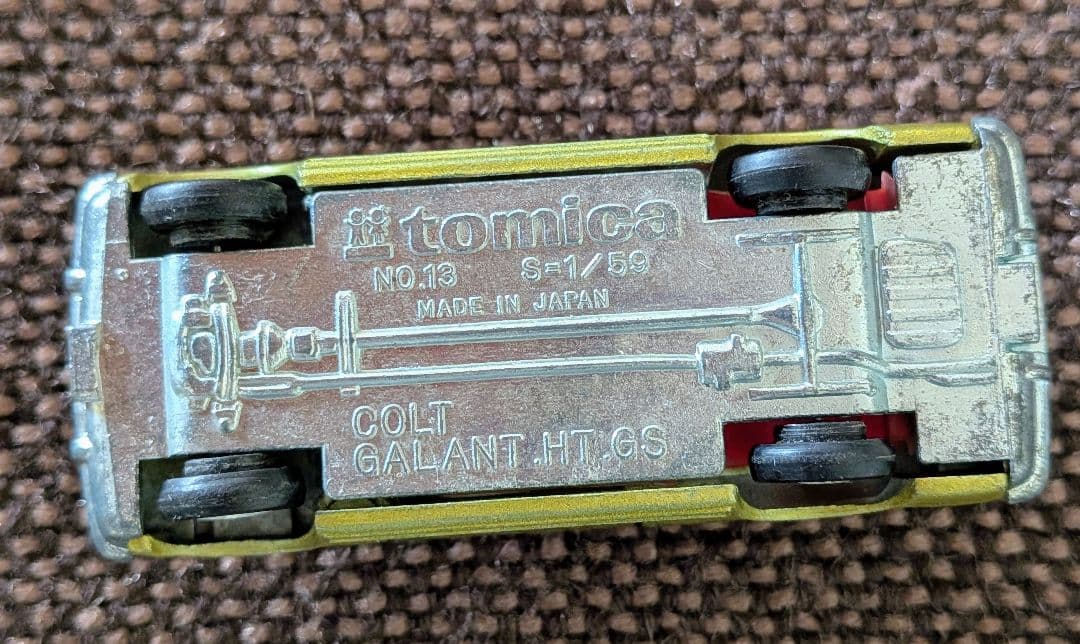 tomica
NO.13 S=1/59
MADE IN JAPAN
COLT
GALANT.HT.GS